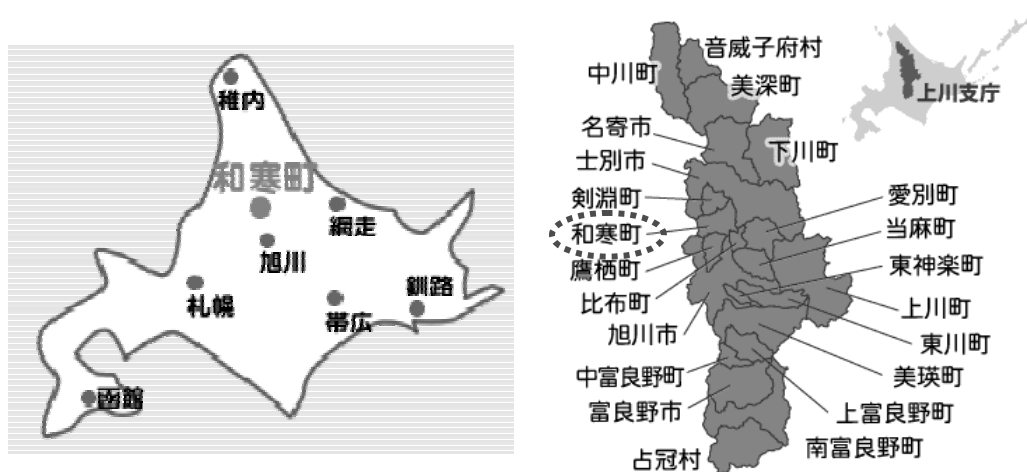 稚内
和寒町
網走
旭川
札幌
釧路
帯広
函館
音威子府村
中川町
美深町
上川支庁
名寄市
下川町
士別市
剣淵町
愛別町
和寒町
当麻町
鷹栖町
東神楽町
比布町
上川町
旭川市
東川町
中富良野町
美瑛町
富良野市
上富良野町
南富良野町
占冠村